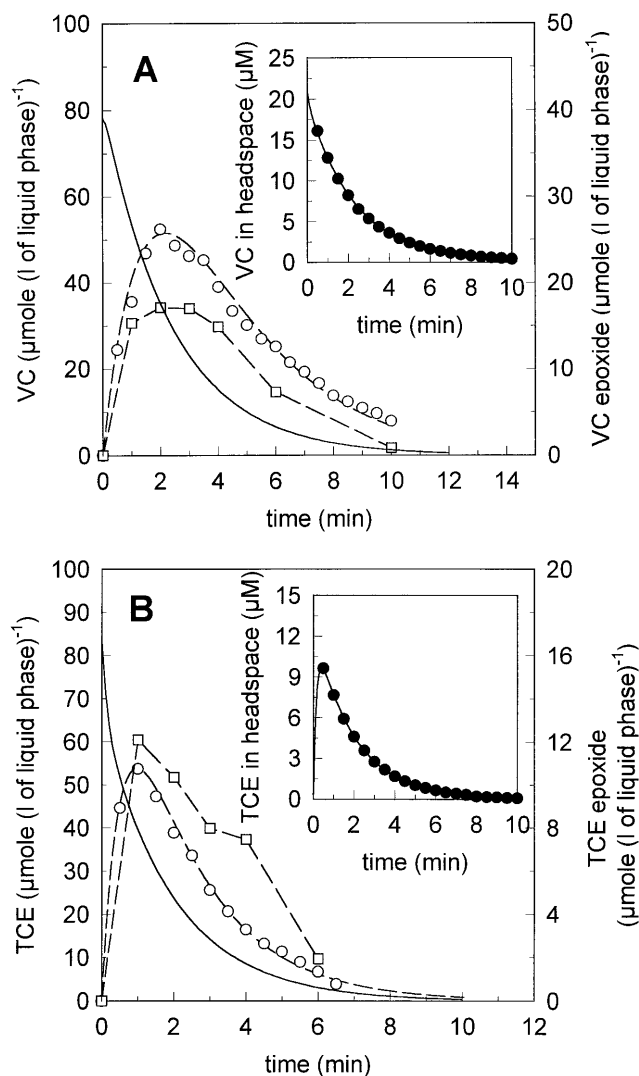 A
VC (µmole (l of liquid phase)⁻¹
100
80
60
40
20
0
0 2 4 6 8 10 12 14
time (min)
50
40
30
20
10
0
VC epoxide (µmole (l of liquid phase)⁻¹
VC in headspace (µM)
25
20
15
10
5
0
0 2 4 6 8 10
time (min)
B
TCE (µmole (l of liquid phase)⁻¹
100
90
80
70
60
50
40
30
20
10
0
0 2 4 6 8 10 12
time (min)
20
16
12
8
4
0
TCE epoxide
(µmole (l of liquid phase)⁻¹
TCE in headspace (µM)
15
12
9
6
3
0
0 2 4 6 8 10
time (min)